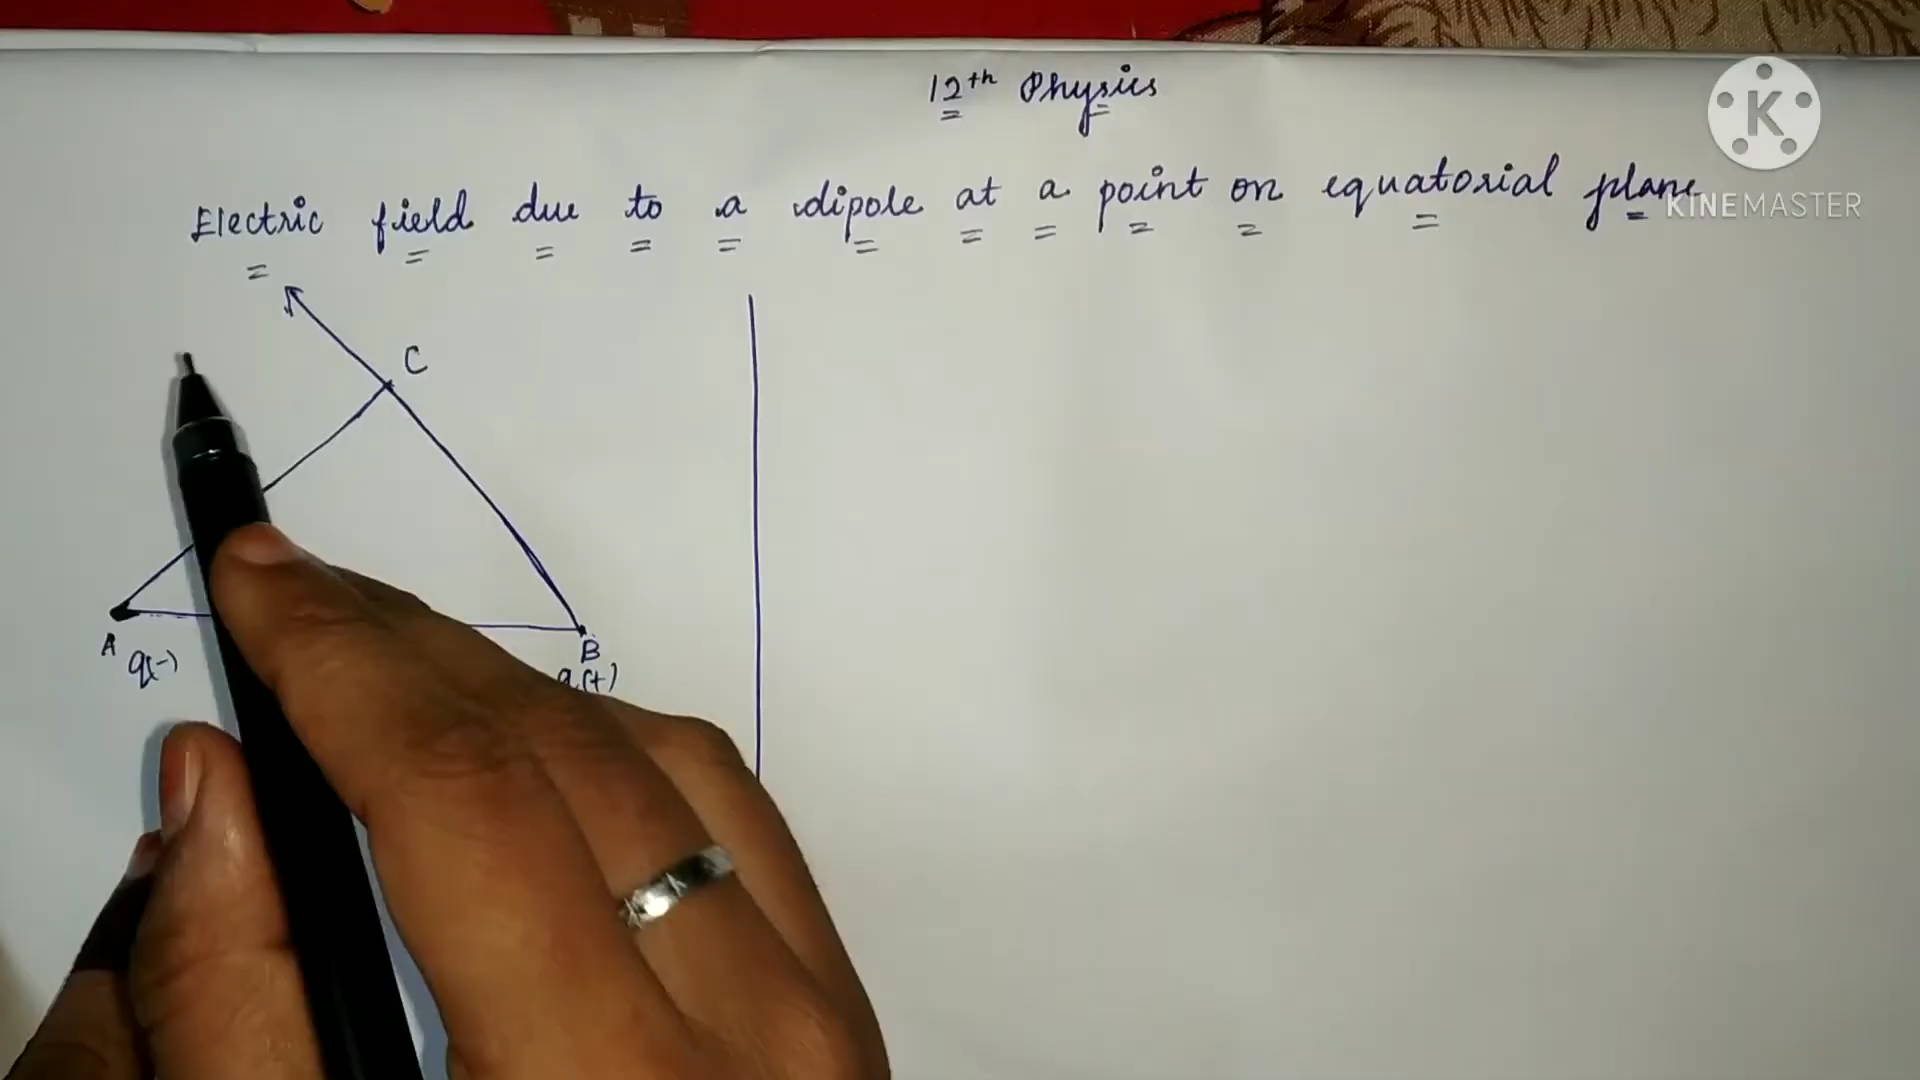 12th Physics
K
KINEMASTER
Electric field due to a dipole at a point on equatorial plane
C
A
q(-)
B
q(+)